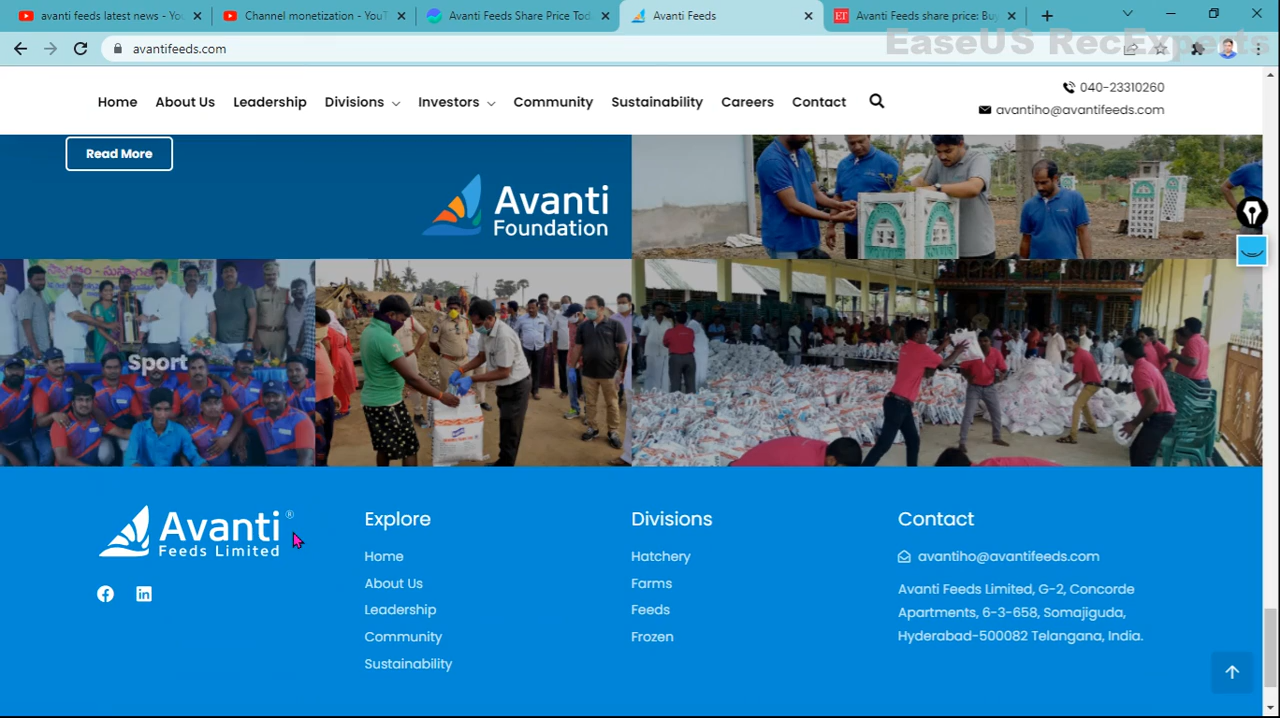 avanti feeds latest news - You
Channel monetization - YouT
Avanti Feeds Share Price Toda
Avanti Feeds
ET
Avanti Feeds share price: Buy
EaseUS RecExperts
avantifeeds.com
Home
About Us
Leadership
Divisions
Investors
Community
Sustainability
Careers
Contact
040-23310260
avantiho@avantifeeds.com
Read More
Avanti
Foundation
Sport
Avanti®
Feeds Limited
Explore
Home
About Us
Leadership
Community
Sustainability
Divisions
Hatchery
Farms
Feeds
Frozen
Contact
avantiho@avantifeeds.com
Avanti Feeds Limited, G-2, Concorde
Apartments, 6-3-658, Somajiguda,
Hyderabad-500082 Telangana, India.